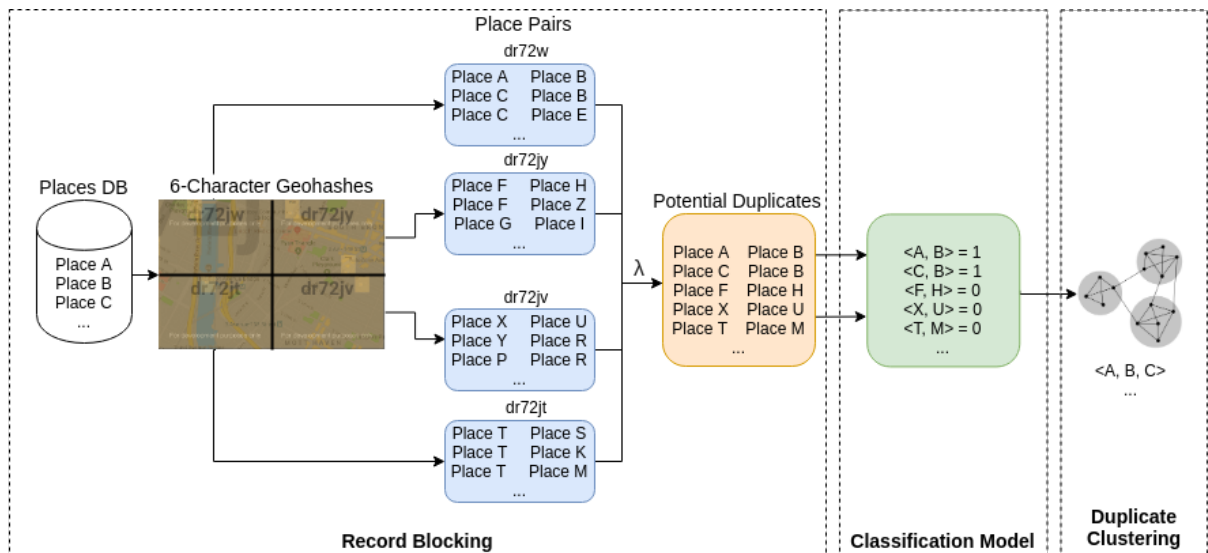 Place Pairs
dr72w
Place A Place B
Place C Place B
Place C Place E
...
dr72jy
Place F Place H
Place F Place Z
Place G Place I
...
Places DB
Place A
Place B
Place C
...
6-Character Geohashes
dr72jw dr72jy
dr72jt dr72jv
dr72jv
Place X Place U
Place Y Place R
Place P Place R
...
dr72jt
Place T Place S
Place T Place K
Place T Place M
...
λ
Potential Duplicates
Place A Place B
Place C Place B
Place F Place H
Place X Place U
Place T Place M
...
Record Blocking
<A, B> = 1
<C, B> = 1
<F, H> = 0
<X, U> = 0
<T, M> = 0
...
Classification Model
<A, B, C>
...
Duplicate
Clustering